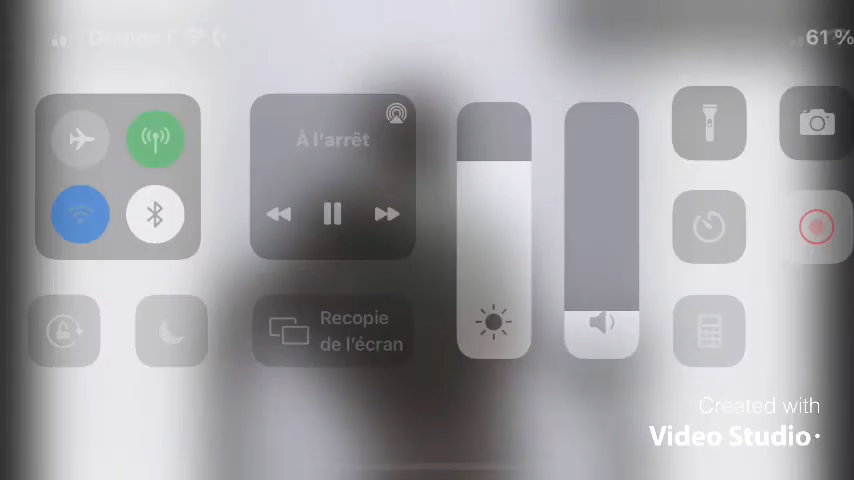 Orange F
61 %
À l'arrêt
Recopie
de l'écran
Created with
Video Studio